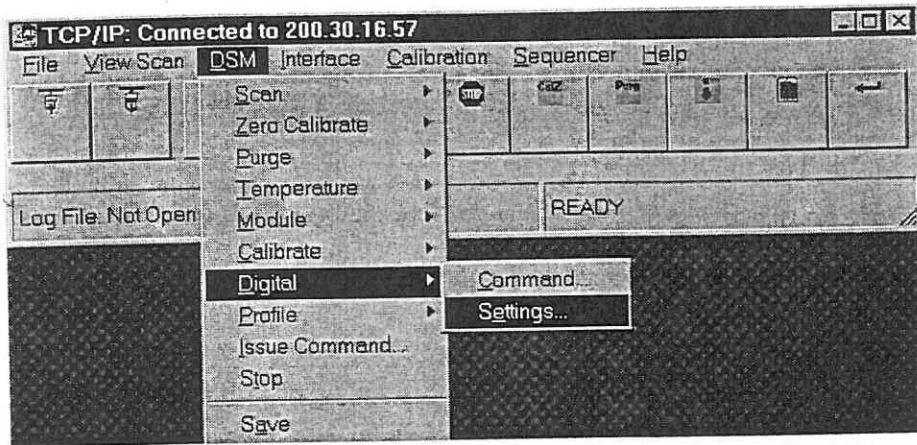 TCP/IP: Connected to 200.30.16.57
File View Scan DSM Interface Calibration Sequencer Help
STOP CalZ Purg
Scan
Zero Calibrate
Purge
Temperature
Log File: Not Open
READY
Module
Calibrate
Digital
Command...
Profile
Settings...
Issue Command...
Stop
Save